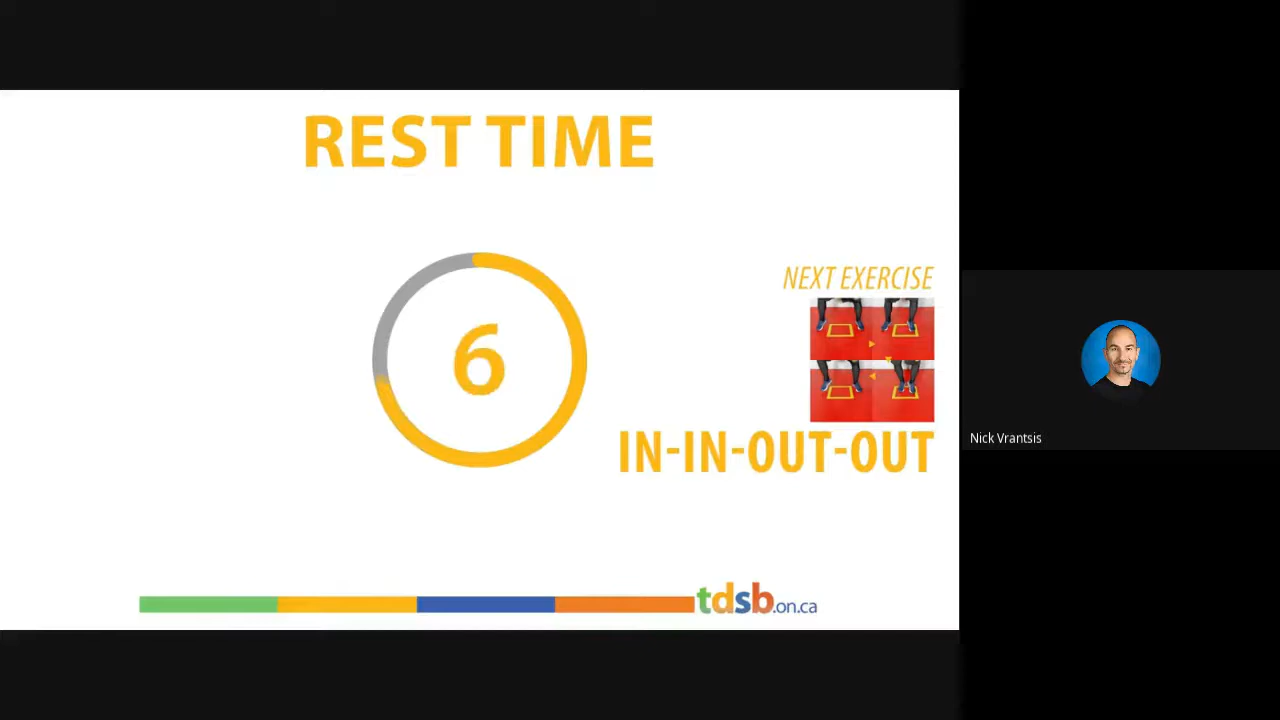 REST TIME
6
NEXT EXERCISE
IN-IN-OUT-OUT
tdsb.on.ca
Nick Vrantsis